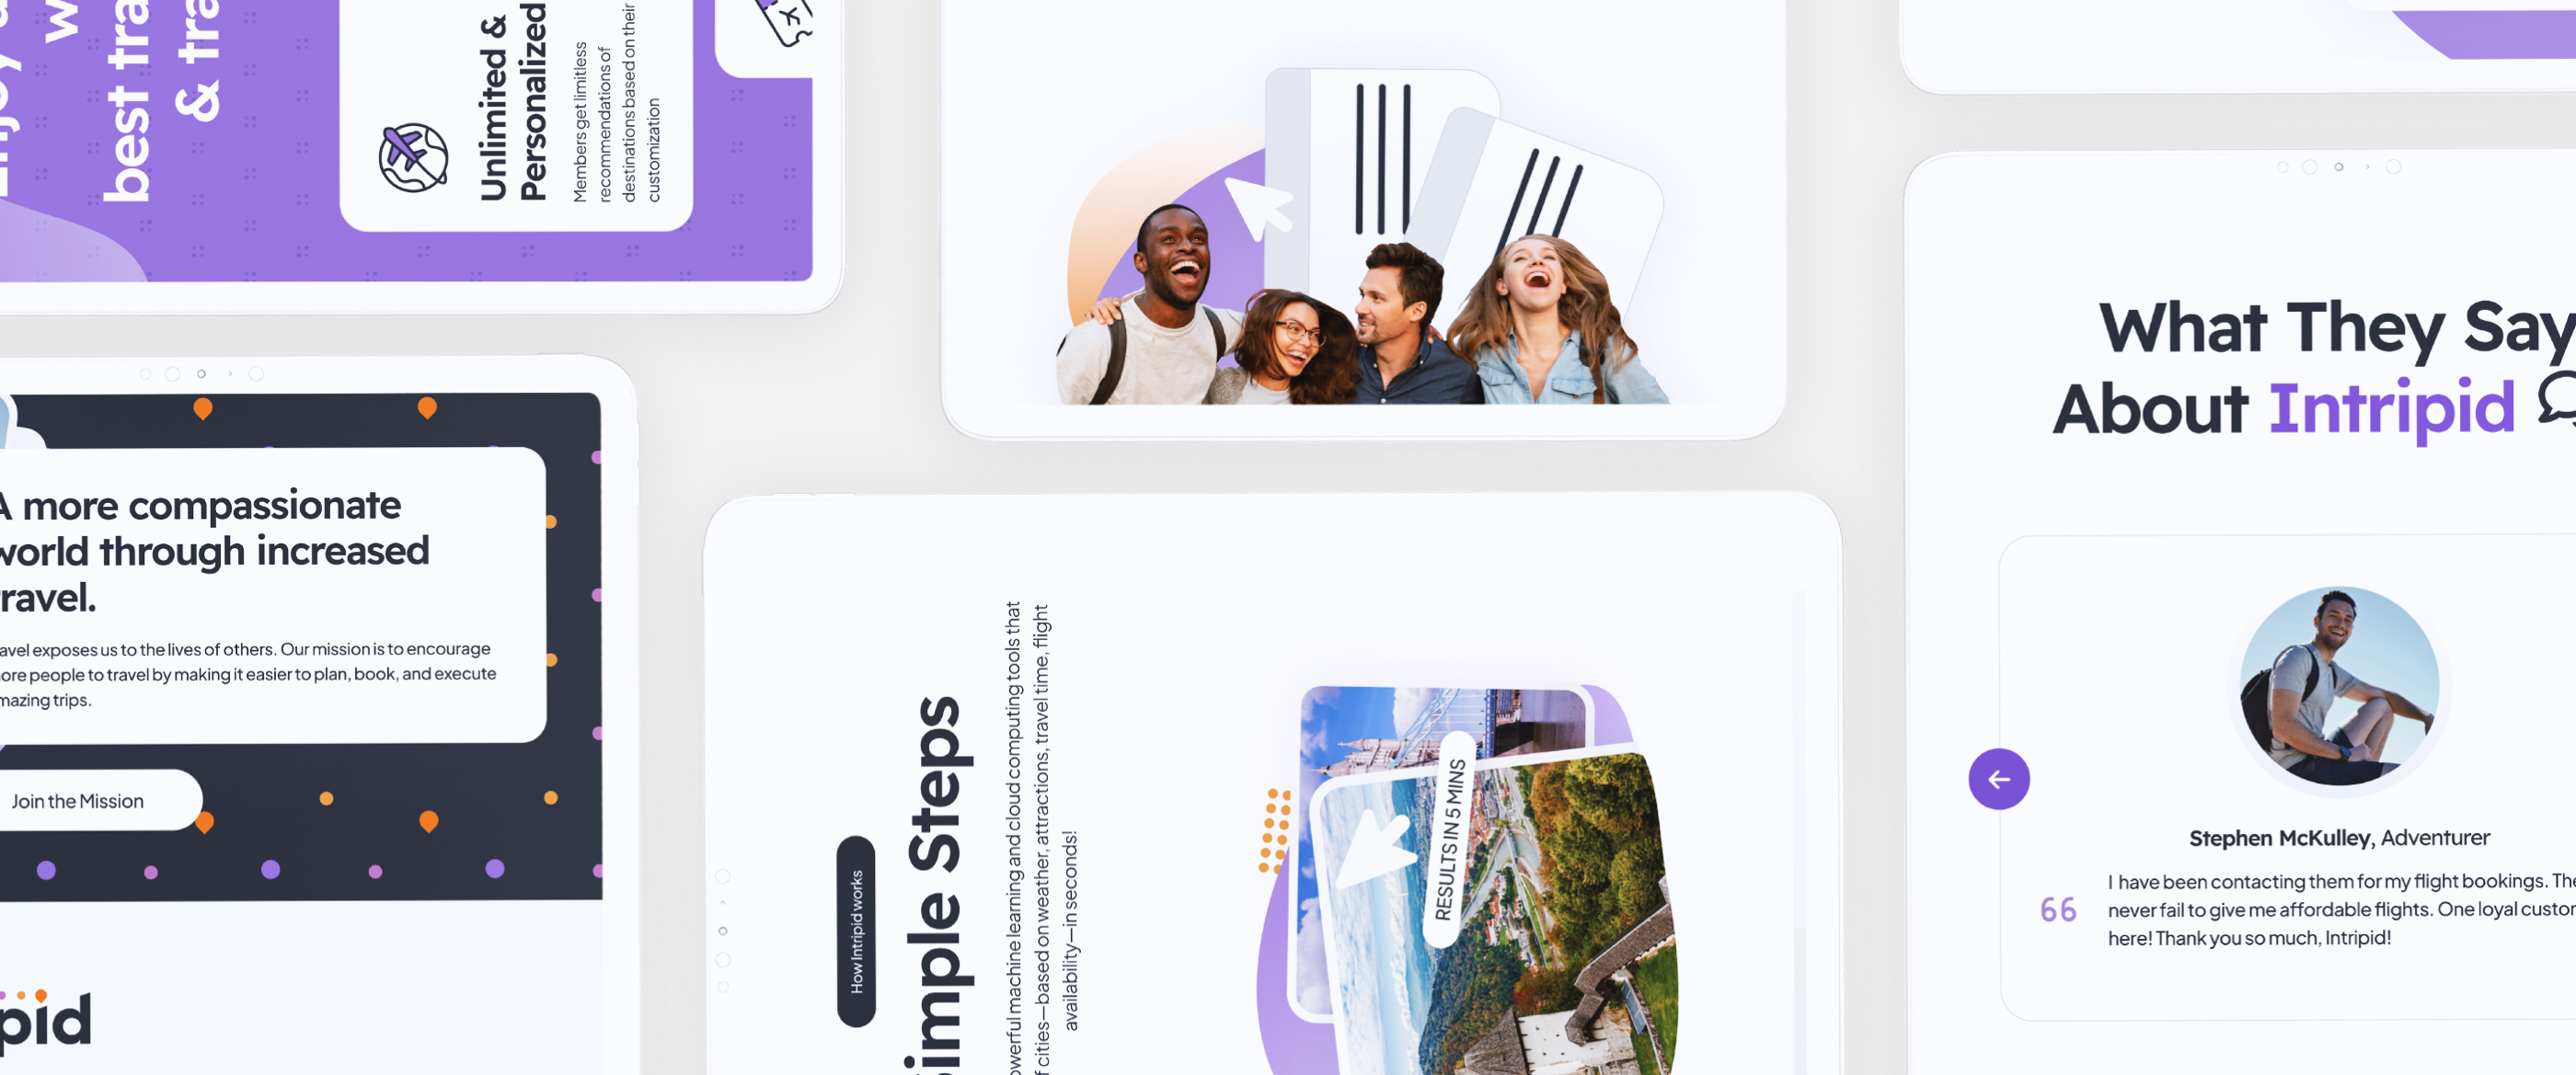 best tra
& tra
Unlimited &
Personalized
Members get limitless
recommendations of
destinations based on their
customization
A more compassionate
world through increased
travel.
avel exposes us to the lives of others. Our mission is to encourage
ore people to travel by making it easier to plan, book, and execute
mazing trips.
Join the Mission
pid
How Intripid works
Simple Steps
owerful machine learning and cloud computing tools that
f cities—based on weather, attractions, travel time, flight
availability—in seconds!
RESULTS IN 5 MINS
What They Say
About Intripid
Stephen McKulley, Adventurer
I have been contacting them for my flight bookings. The
never fail to give me affordable flights. One loyal custom
here! Thank you so much, Intripid!